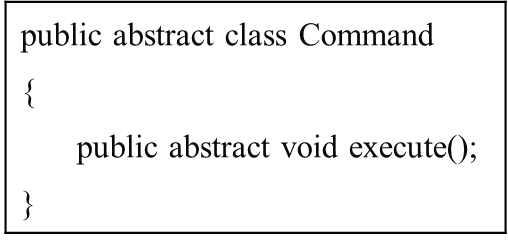 public abstract class Command
{
public abstract void execute();
}